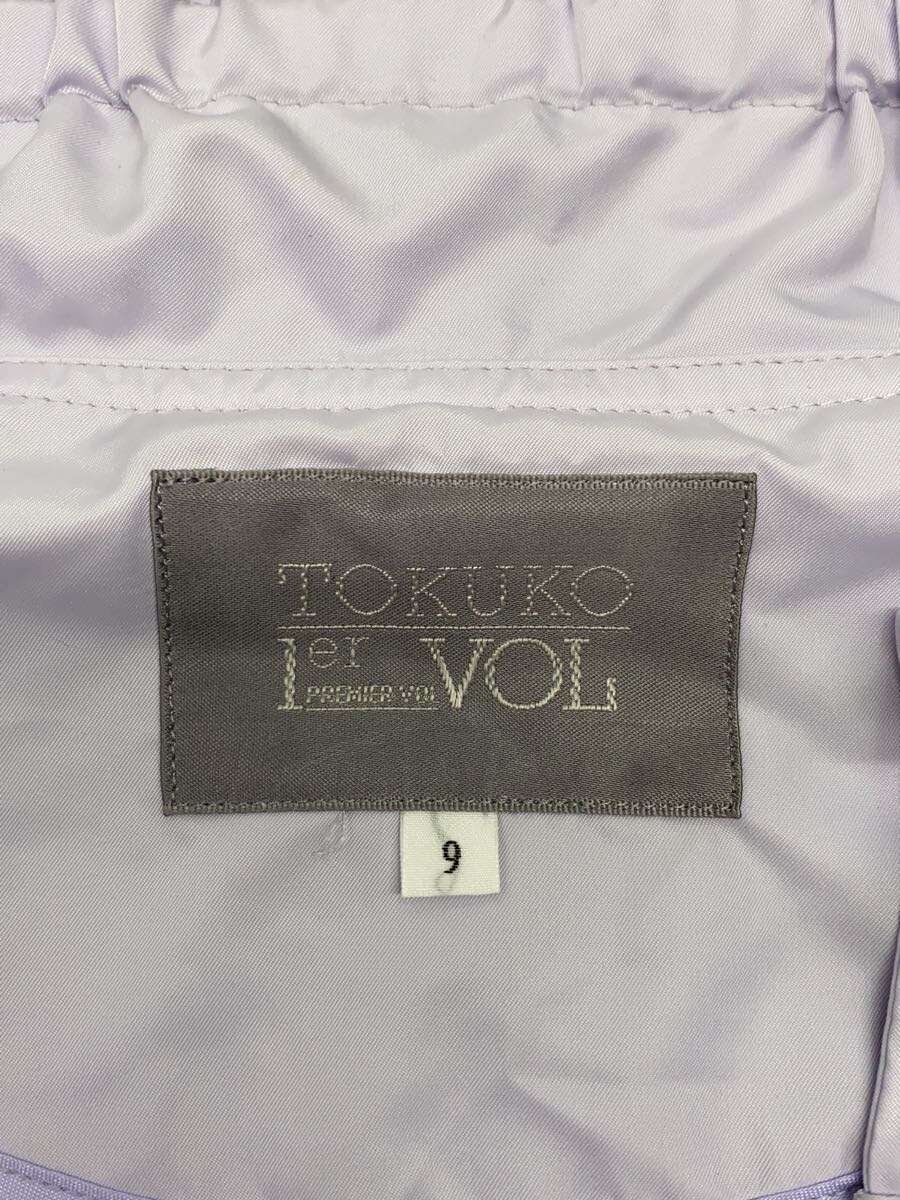 TOKUKO
1er VOL
PREMIER VOL
9